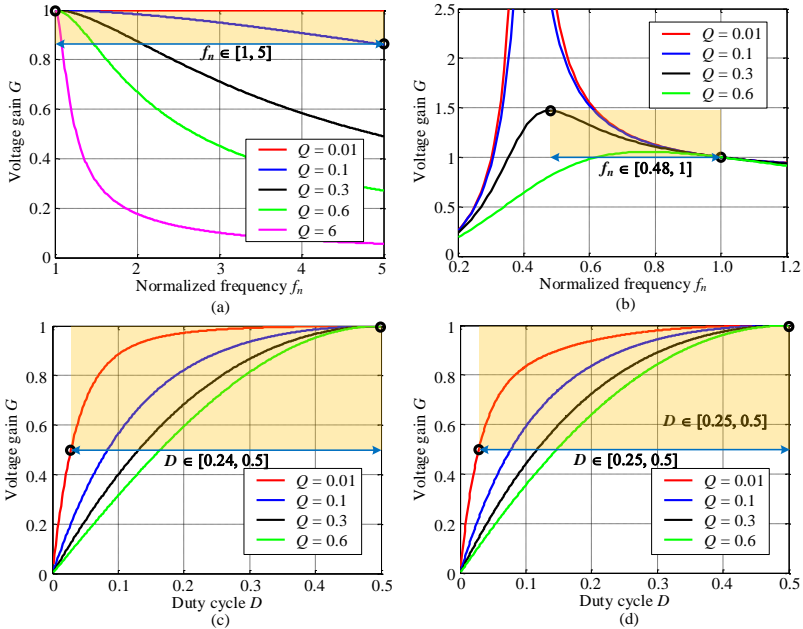 Voltage gain G
1
0.8
0.6
0.4
0.2
0
1
2
3
4
5
f_n ∈ [1, 5]
Q = 0.01
Q = 0.1
Q = 0.3
Q = 0.6
Q = 6
Normalized frequency f_n
(a)
Voltage gain G
2.5
2.0
1.5
1
0.5
0
0.2
0.4
0.6
0.8
1.0
1.2
Q = 0.01
Q = 0.1
Q = 0.3
Q = 0.6
f_n ∈ [0.48, 1]
Normalized frequency f_n
(b)
Voltage gain G
1
0.8
0.6
0.4
0.2
0
0
0.1
0.2
0.3
0.4
0.5
D ∈ [0.24, 0.5]
Q = 0.01
Q = 0.1
Q = 0.3
Q = 0.6
Duty cycle D
(c)
Voltage gain G
1
0.8
0.6
0.4
0.2
0
0
0.1
0.2
0.3
0.4
0.5
D ∈ [0.25, 0.5]
D ∈ [0.25, 0.5]
Q = 0.01
Q = 0.1
Q = 0.3
Q = 0.6
Duty cycle D
(d)